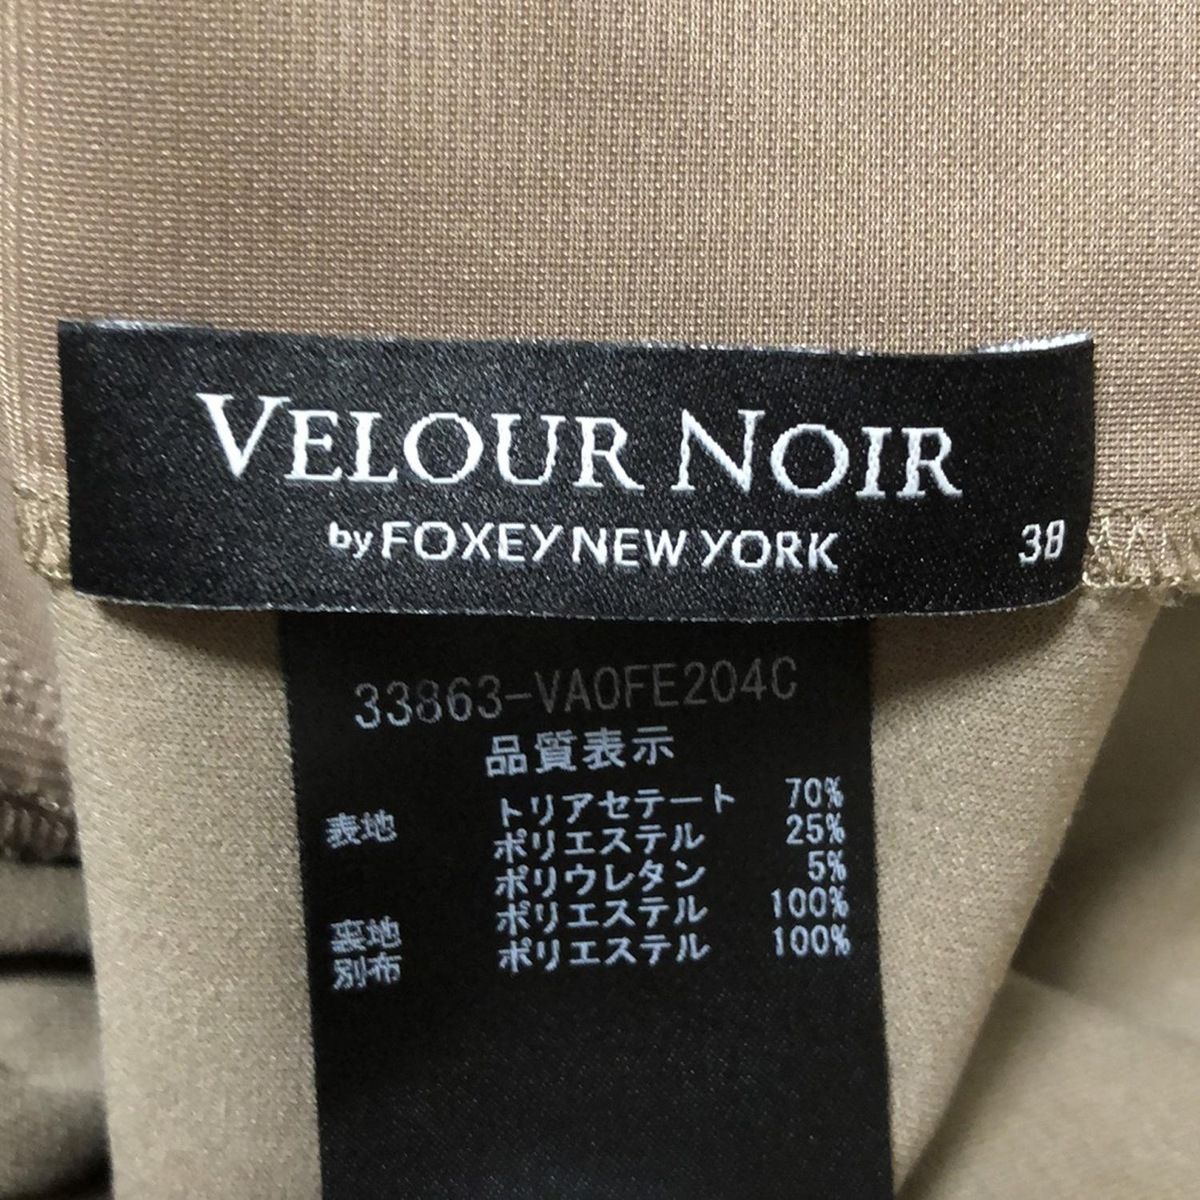 VELOUR NOIR
by FOXEY NEW YORK 38
33863-VA0FE204C
品質表示
表地 トリアセテート 70%
ポリエステル 25%
ポリウレタン 5%
裏地 ポリエステル 100%
別布 ポリエステル 100%